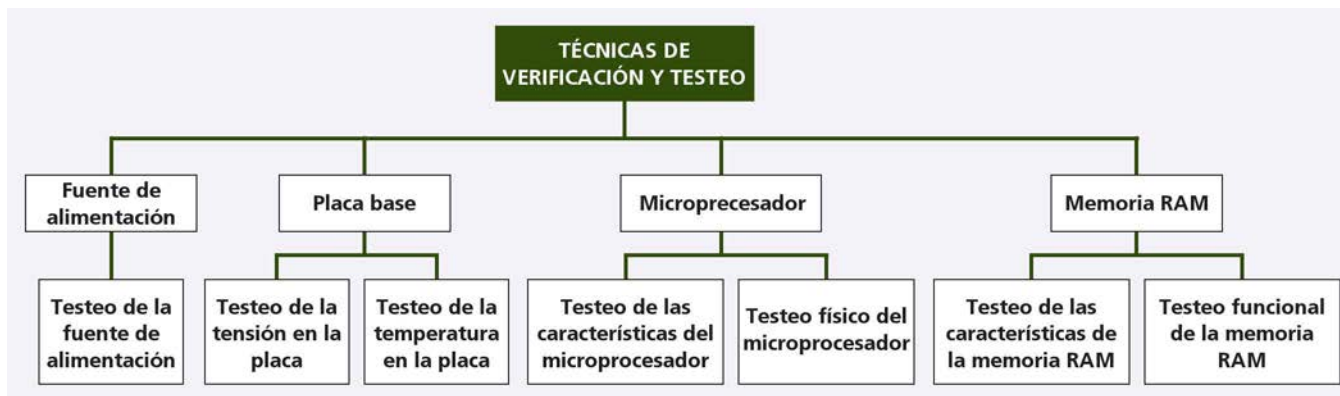 TÉCNICAS DE
VERIFICACIÓN Y TESTEO
Fuente de
alimentación
Placa base
Microprecesador
Memoria RAM
Testeo de la
fuente de
alimentación
Testeo de la
tensión en la
placa
Testeo de la
temperatura
en la placa
Testeo de las
características del
microprocesador
Testeo físico del
microprocesador
Testeo de las
características de
la memoria RAM
Testeo funcional
de la memoria
RAM